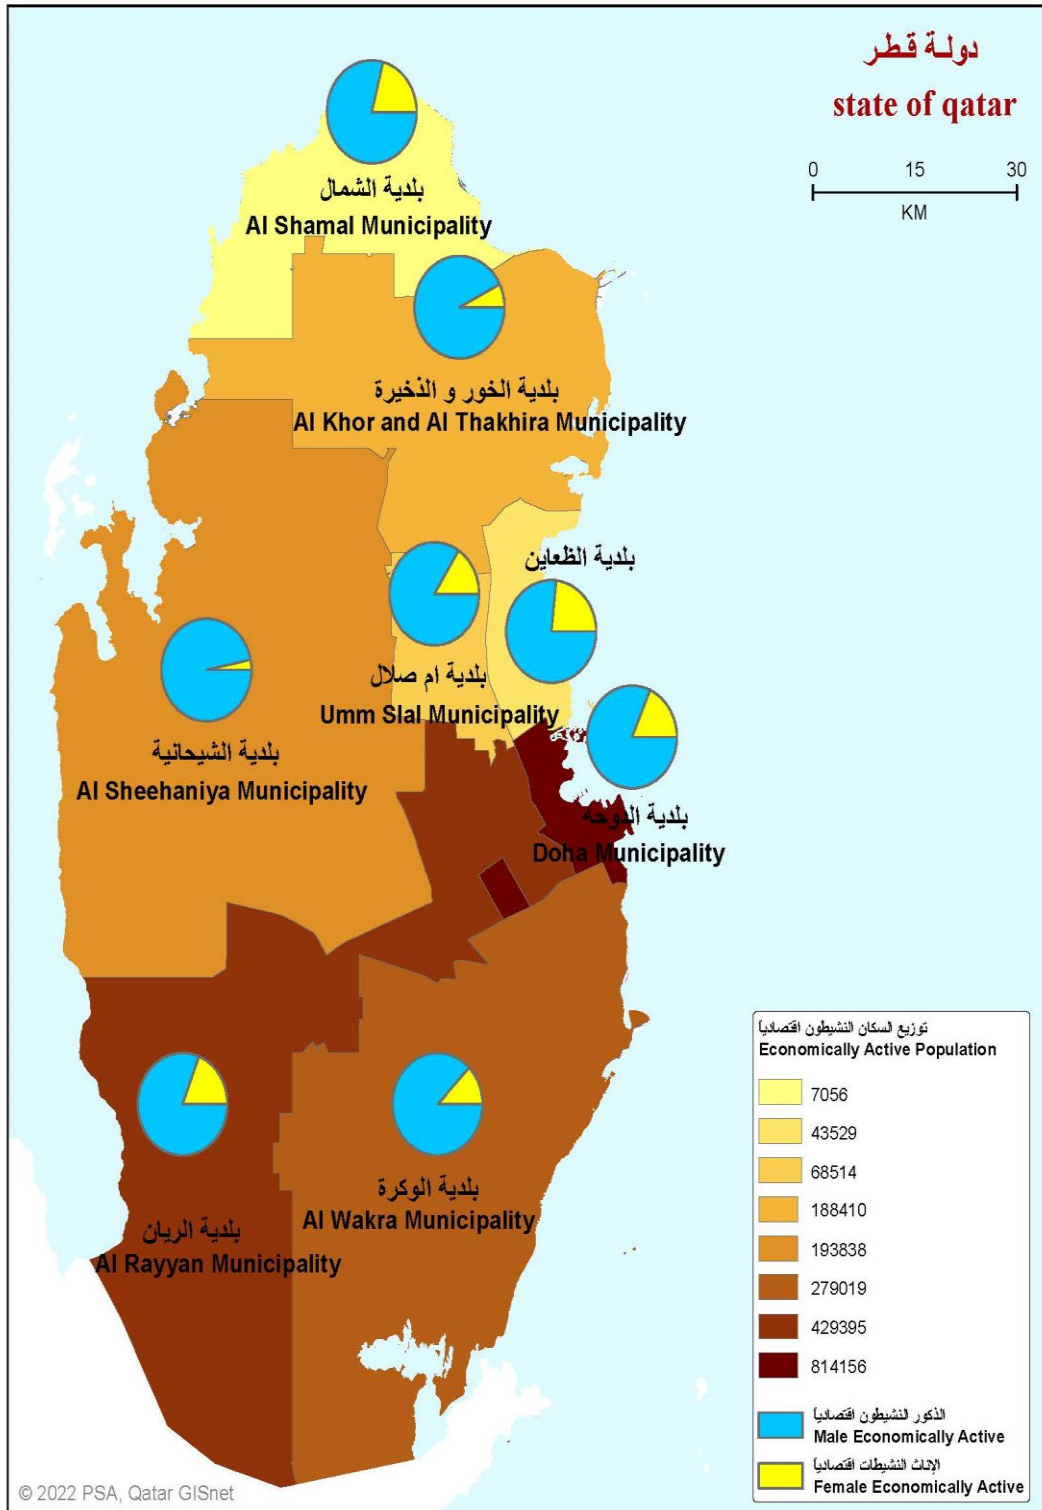 دولة قطر
state of qatar
0 15 30
KM
بلدية الشمال
Al Shamal Municipality
بلدية الخور و الذخيرة
Al Khor and Al Thakhira Municipality
بلدية الظعاين
بلدية ام صلال
Umm Slal Municipality
بلدية الشيحانية
Al Sheehaniya Municipality
بلدية الدوحة
Doha Municipality
بلدية الوكرة
Al Wakra Municipality
بلدية الريان
Al Rayyan Municipality
توزيع السكان النشيطون اقتصادياً
Economically Active Population
7056
43529
68514
188410
193838
279019
429395
814156
الذكور النشيطون اقتصادياً
Male Economically Active
الإناث النشيطات اقتصادياً
Female Economically Active
© 2022 PSA, Qatar GISnet